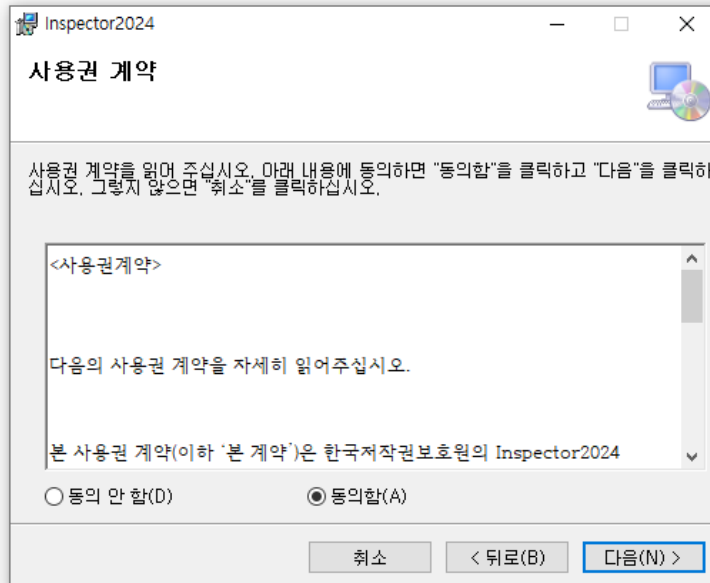 Inspector2024
사용권 계약
사용권 계약을 읽어 주십시오. 아래 내용에 동의하면 "동의함"을 클릭하고 "다음"을 클릭하
십시오. 그렇지 않으면 "취소"를 클릭하십시오.
<사용권계약>
다음의 사용권 계약을 자세히 읽어주십시오.
본 사용권 계약(이하 ‘본 계약’)은 한국저작권보호원의 Inspector2024
동의 안 함(D) 동의함(A)
취소 < 뒤로(B) 다음(N) >